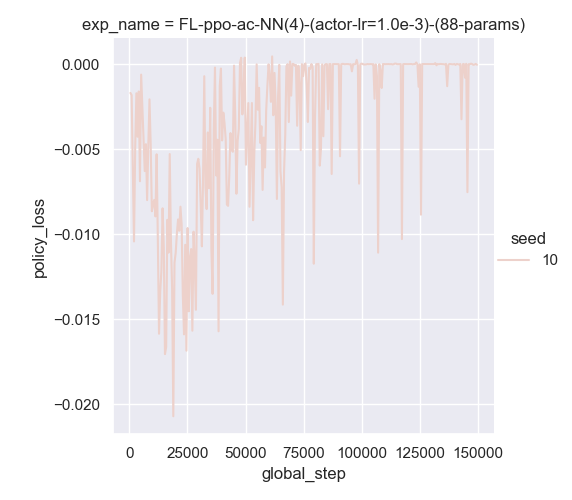 exp_name = FL-ppo-ac-NN(4)-(actor-lr=1.0e-3)-(88-params)
0.000
−0.005
−0.010
−0.015
−0.020
policy_loss
0 25000 50000 75000 100000 125000 150000
global_step
seed
10